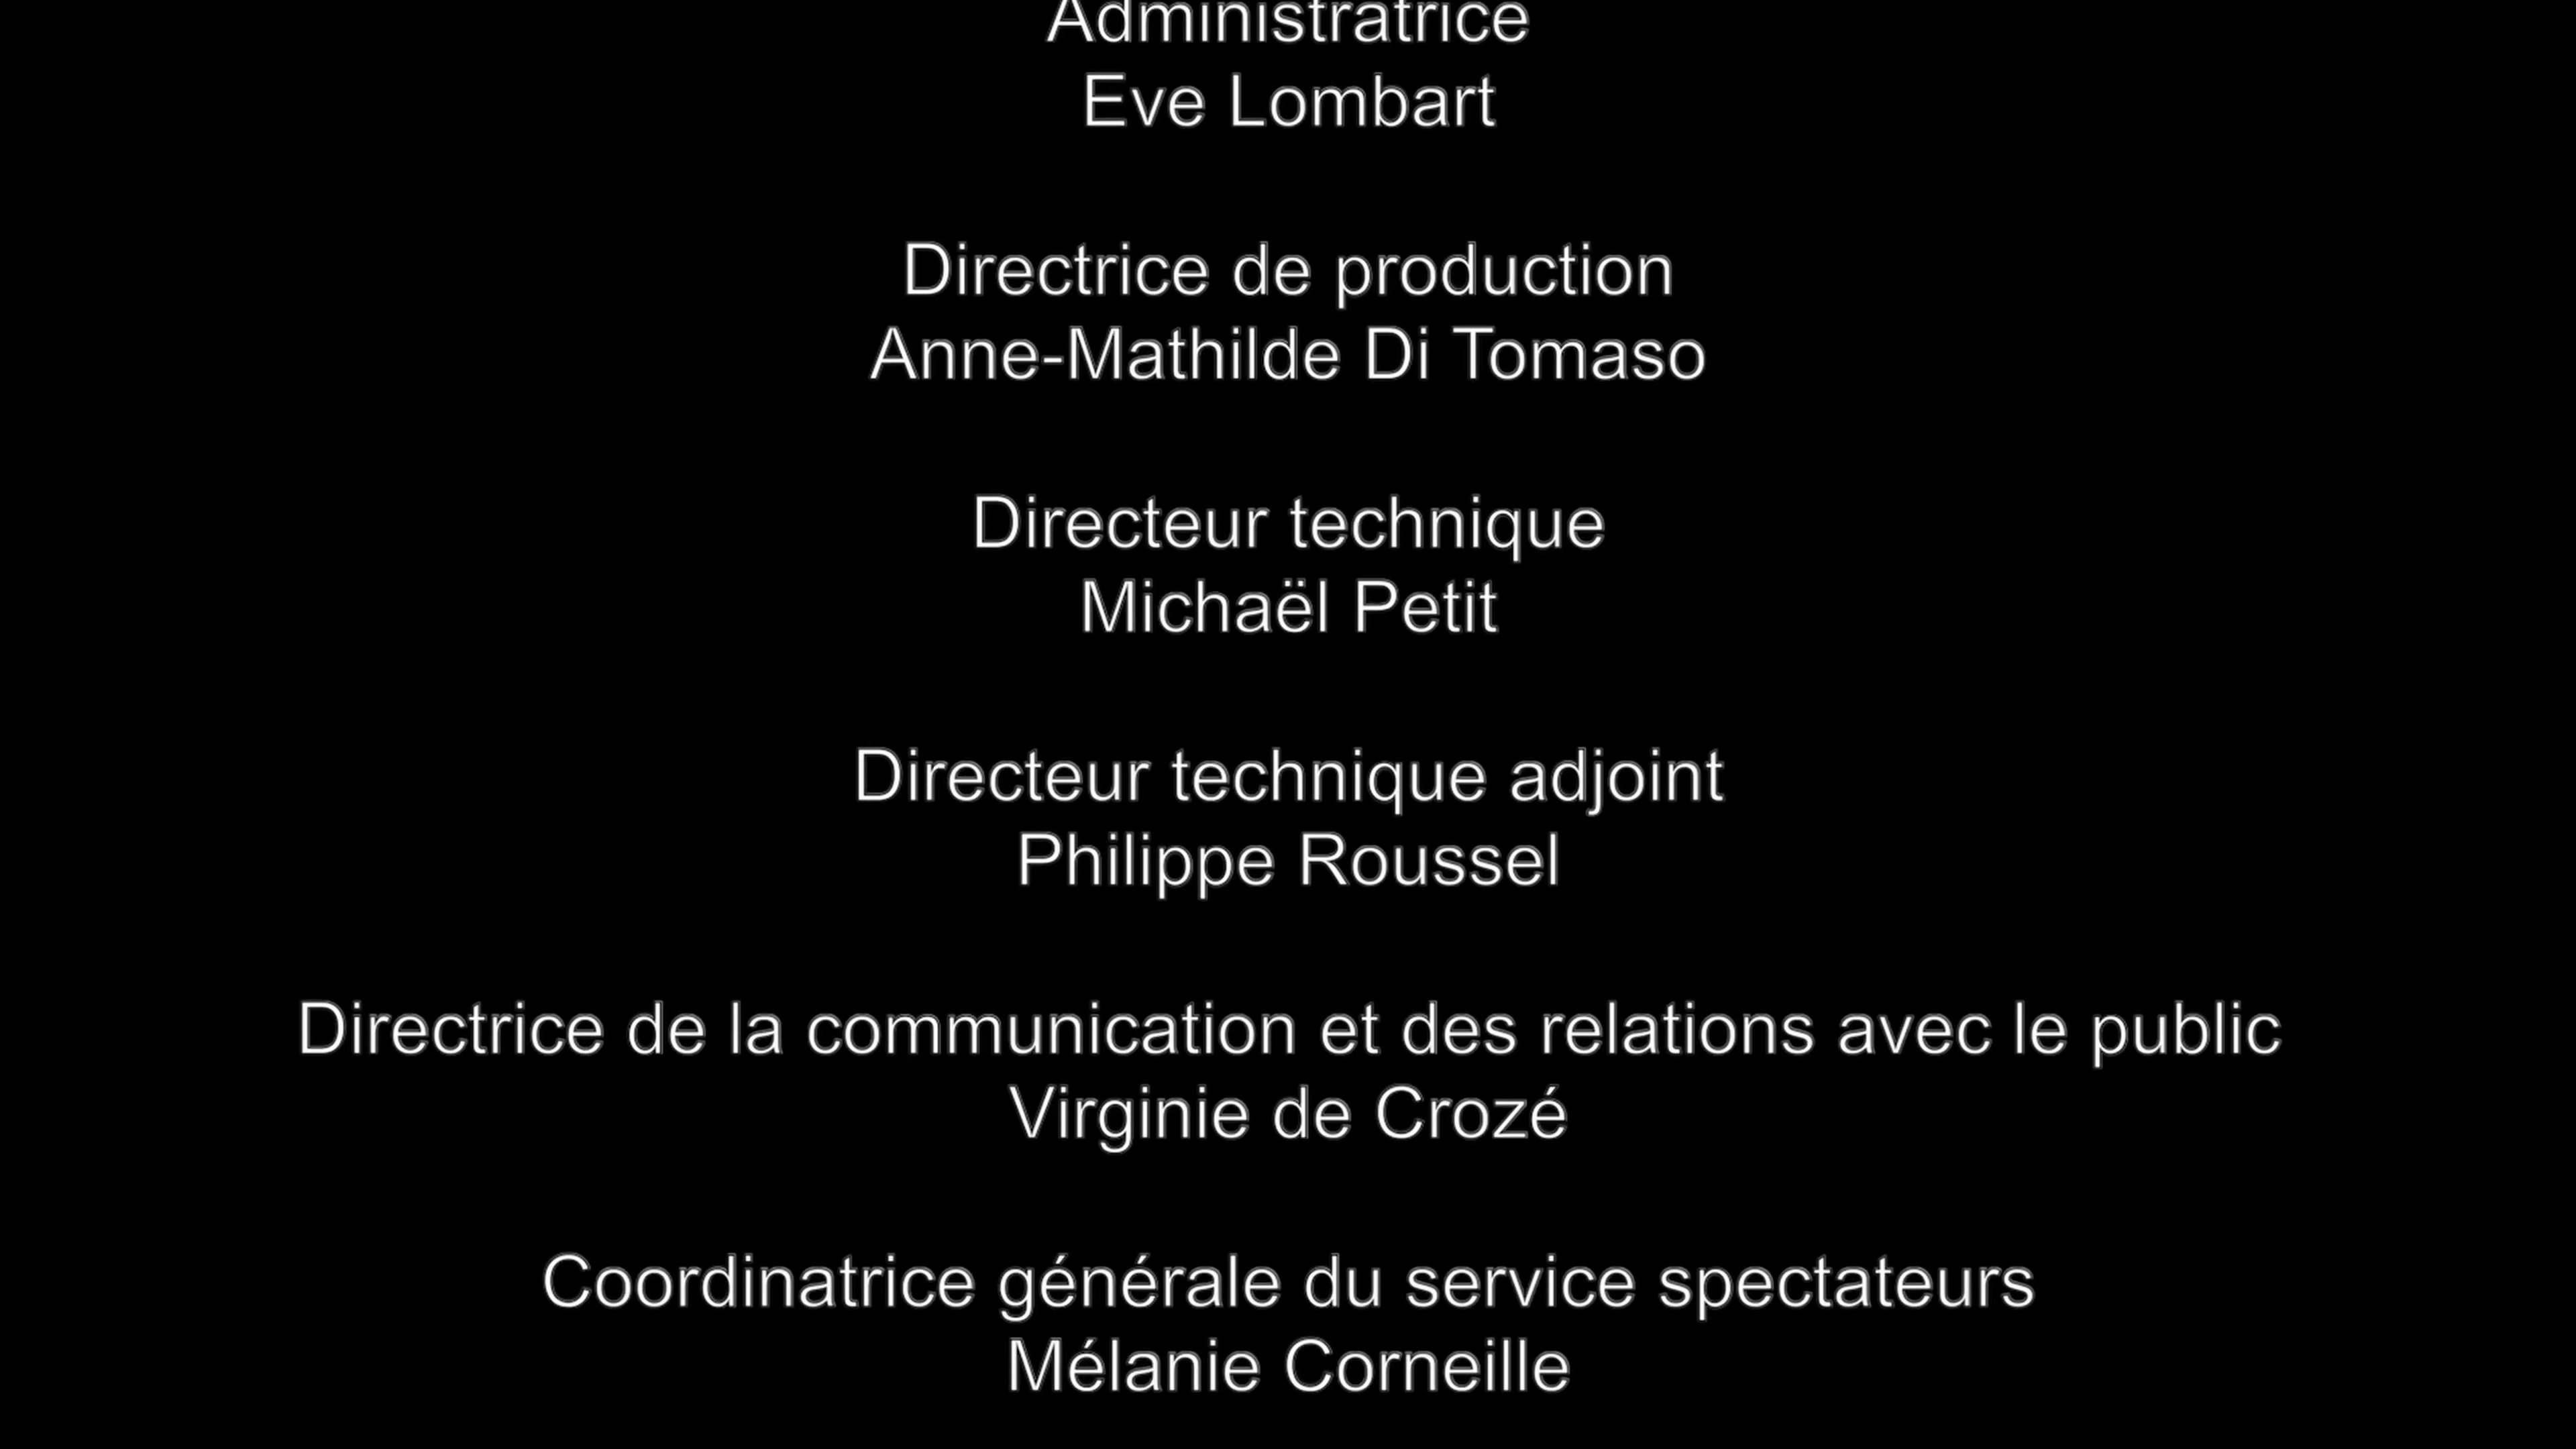 Administratrice
Eve Lombart
Directrice de production
Anne-Mathilde Di Tomaso
Directeur technique
Michaël Petit
Directeur technique adjoint
Philippe Roussel
Directrice de la communication et des relations avec le public
Virginie de Crozé
Coordinatrice générale du service spectateurs
Mélanie Corneille